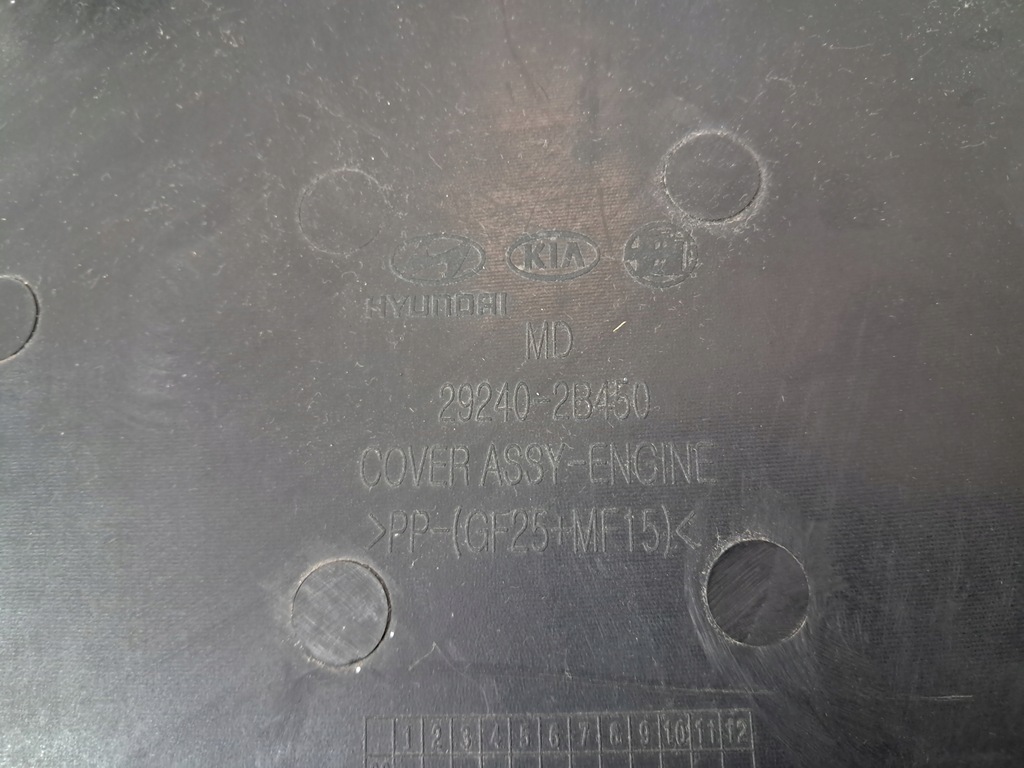 KIA
HYUNDAI
MD
29240-2B450
COVER ASSY-ENGINE
>PP-(GF25+MF15)<
1 2 3 4 5 6 7 8 9 10 11 12